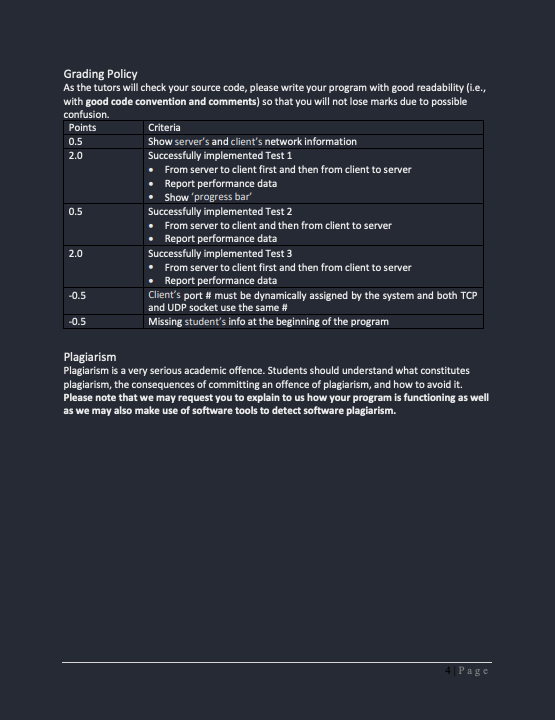 Grading Policy
As the tutors will check your source code, please write your program with good readability (i.e.,
with good code convention and comments) so that you will not lose marks due to possible
confusion.
Points Criteria
0.5 Show server's and client's network information
2.0 Successfully implemented Test 1
• From server to client first and then from client to server
• Report performance data
• Show 'progress bar'
0.5 Successfully implemented Test 2
• From server to client and then from client to server
• Report performance data
2.0 Successfully implemented Test 3
• From server to client first and then from client to server
• Report performance data
-0.5 Client's port # must be dynamically assigned by the system and both TCP
and UDP socket use the same #
-0.5 Missing student's info at the beginning of the program
Plagiarism
Plagiarism is a very serious academic offence. Students should understand what constitutes
plagiarism, the consequences of committing an offence of plagiarism, and how to avoid it.
Please note that we may request you to explain to us how your program is functioning as well
as we may also make use of software tools to detect software plagiarism.
4 | Page